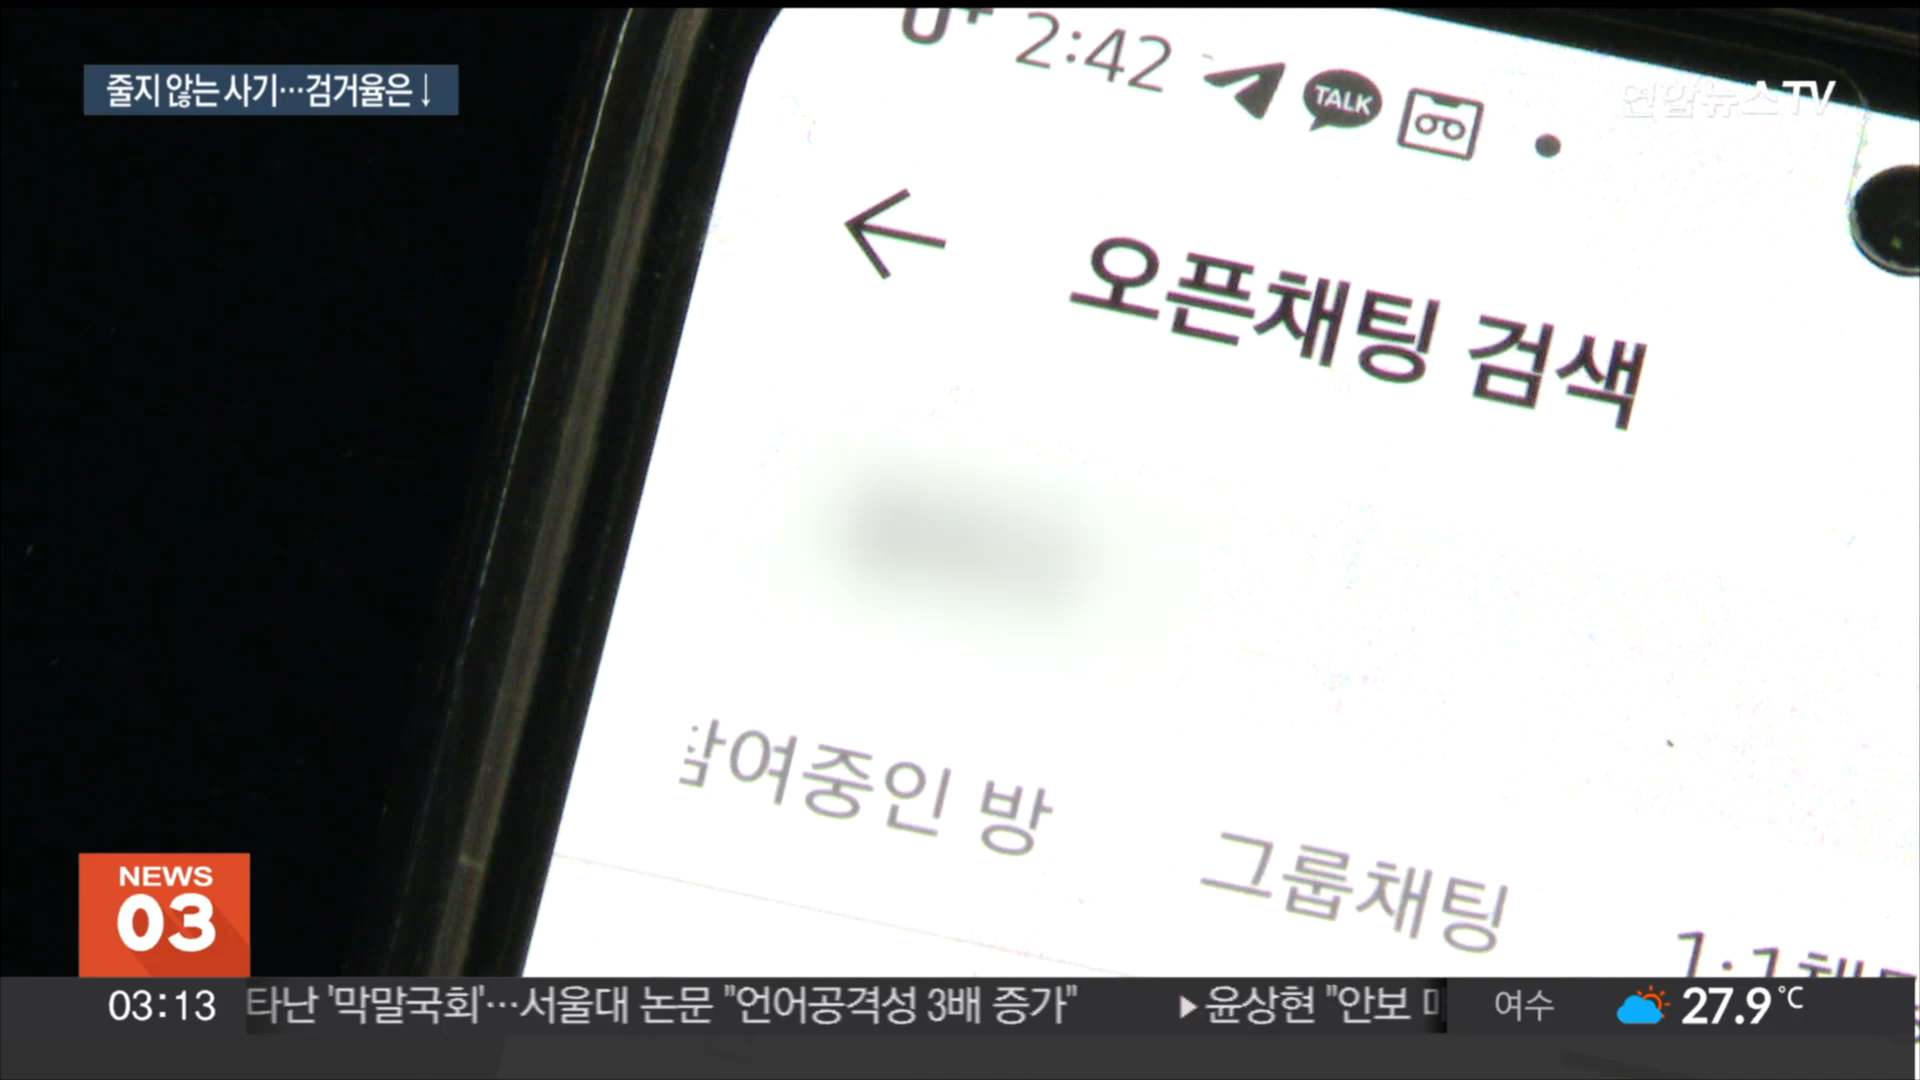 줄지 않는 사기…검거율은↓
연합뉴스TV
U+ 2:42
TALK
오픈채팅 검색
참여중인 방
그룹채팅
NEWS
03
03:13
타난 '막말국회'…서울대 논문 "언어공격성 3배 증가"
▶윤상현 "안보
여수
27.9℃